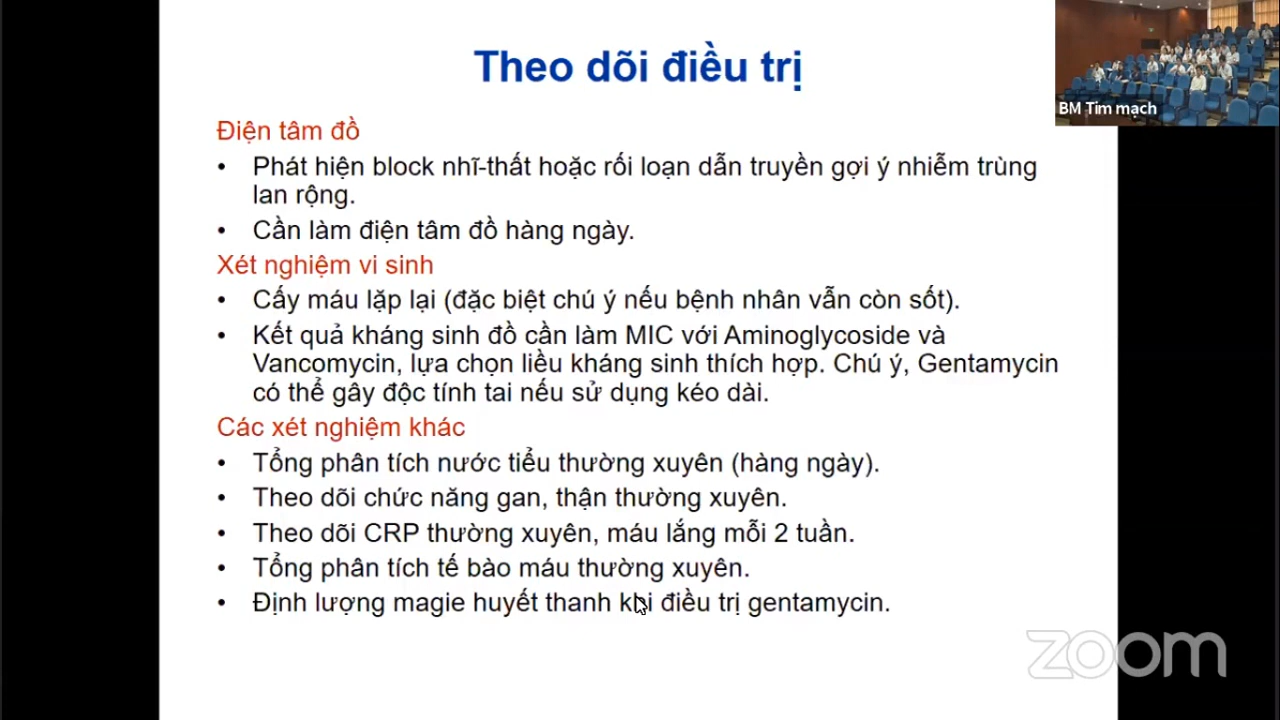 Theo dõi điều trị
BM Tim mạch
Điện tâm đồ
• Phát hiện block nhĩ-thất hoặc rối loạn dẫn truyền gợi ý nhiễm trùng
lan rộng.
• Cần làm điện tâm đồ hàng ngày.
Xét nghiệm vi sinh
• Cấy máu lặp lại (đặc biệt chú ý nếu bệnh nhân vẫn còn sốt).
• Kết quả kháng sinh đồ cần làm MIC với Aminoglycoside và
Vancomycin, lựa chọn liều kháng sinh thích hợp. Chú ý, Gentamycin
có thể gây độc tính tai nếu sử dụng kéo dài.
Các xét nghiệm khác
• Tổng phân tích nước tiểu thường xuyên (hàng ngày).
• Theo dõi chức năng gan, thận thường xuyên.
• Theo dõi CRP thường xuyên, máu lắng mỗi 2 tuần.
• Tổng phân tích tế bào máu thường xuyên.
• Định lượng magie huyết thanh khi điều trị gentamycin.
zoom